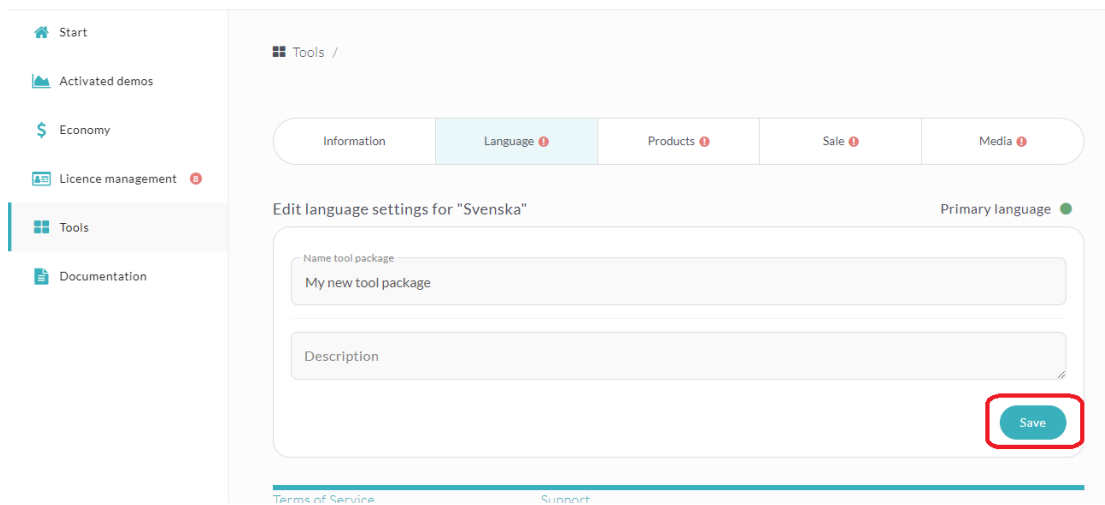 Start
Activated demos
Economy
Licence management 8
Tools
Documentation
Tools /
Information
Language !
Products !
Sale !
Media !
Edit language settings for "Svenska"
Primary language
Name tool package
My new tool package
Description
Save
Terms of Service
Support